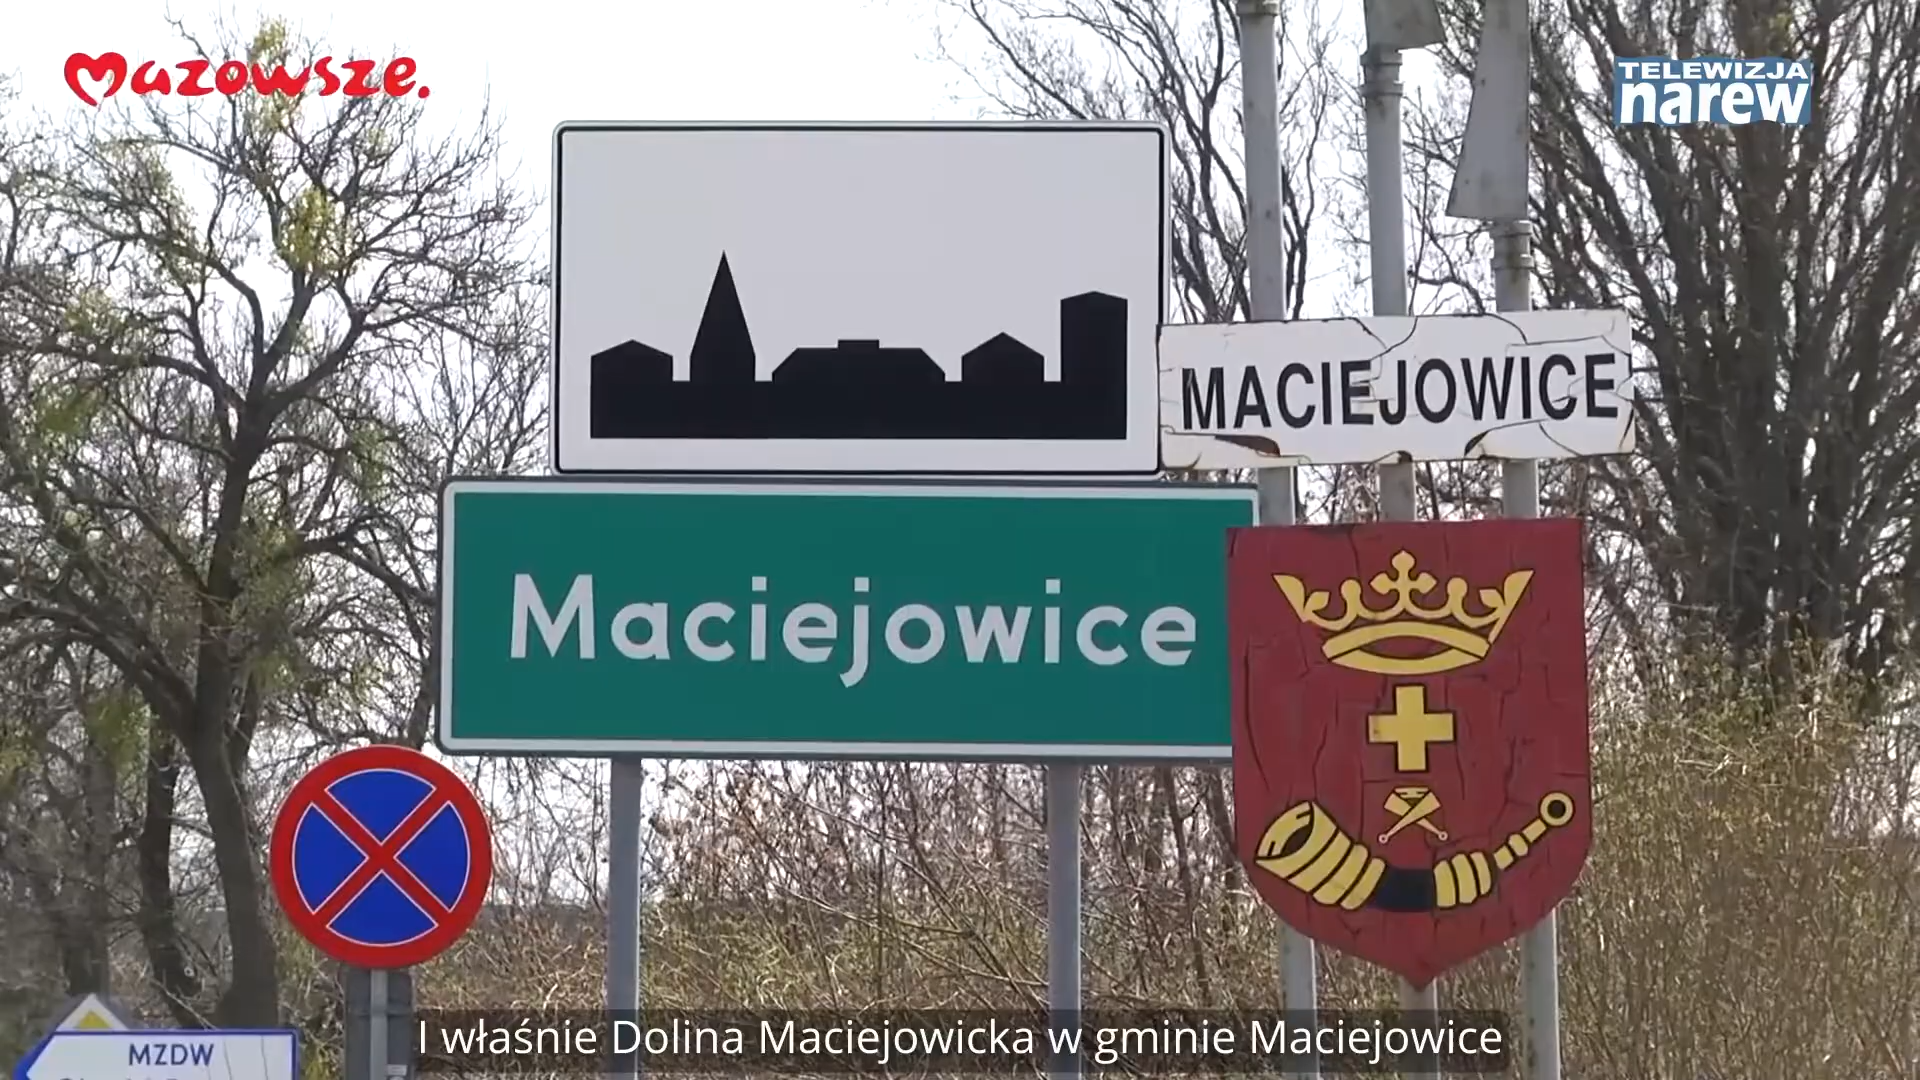 Mazowsze.
TELEWIZJA
narew
MACIEJOWICE
Maciejowice
MZDW
I właśnie Dolina Maciejowicka w gminie Maciejowice